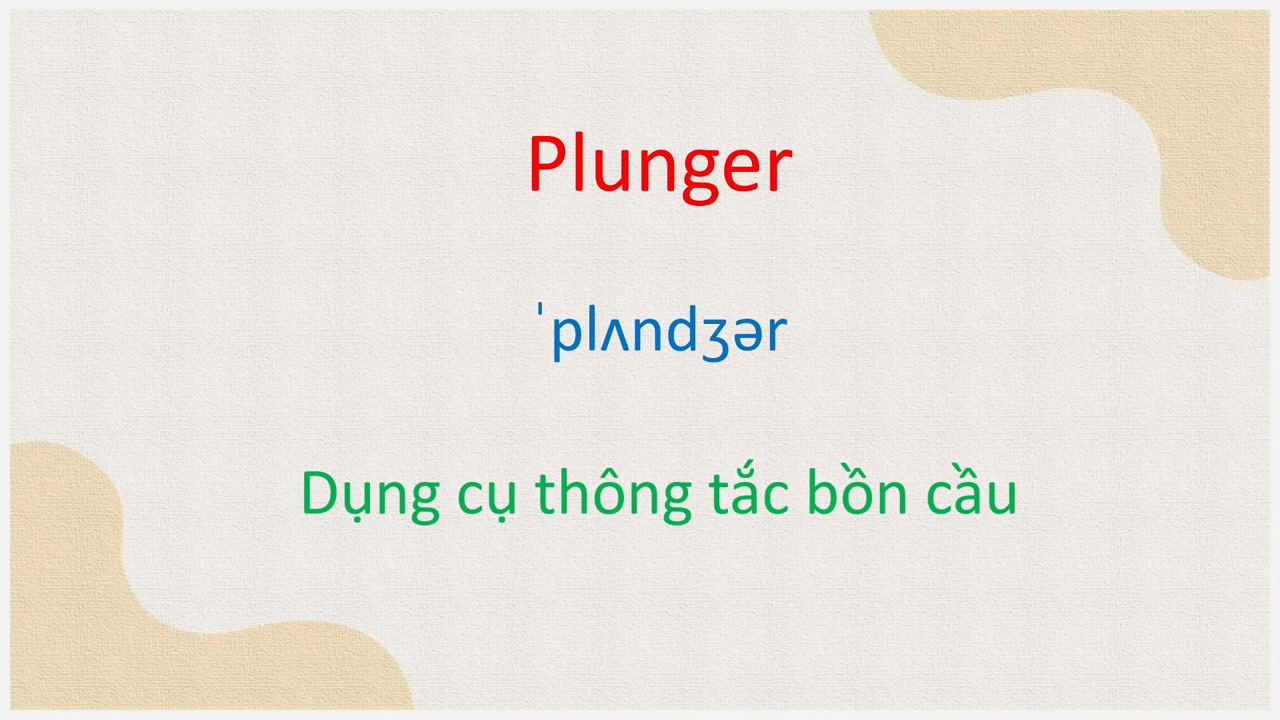 Plunger
ˈplʌndʒər
Dụng cụ thông tắc bồn cầu